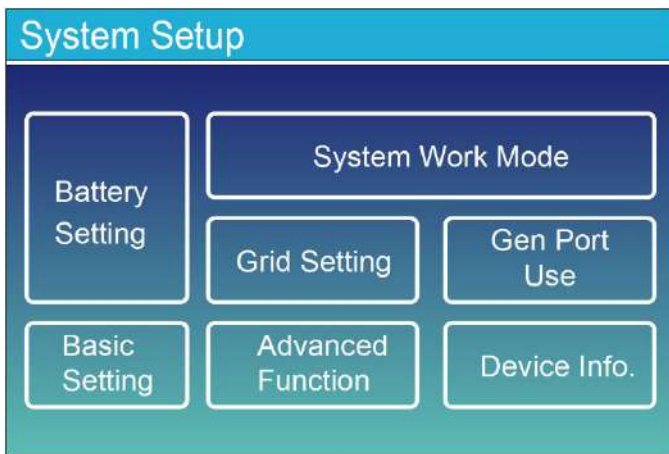 System Setup
Battery
Setting
System Work Mode
Grid Setting
Gen Port
Use
Basic
Setting
Advanced
Function
Device Info.